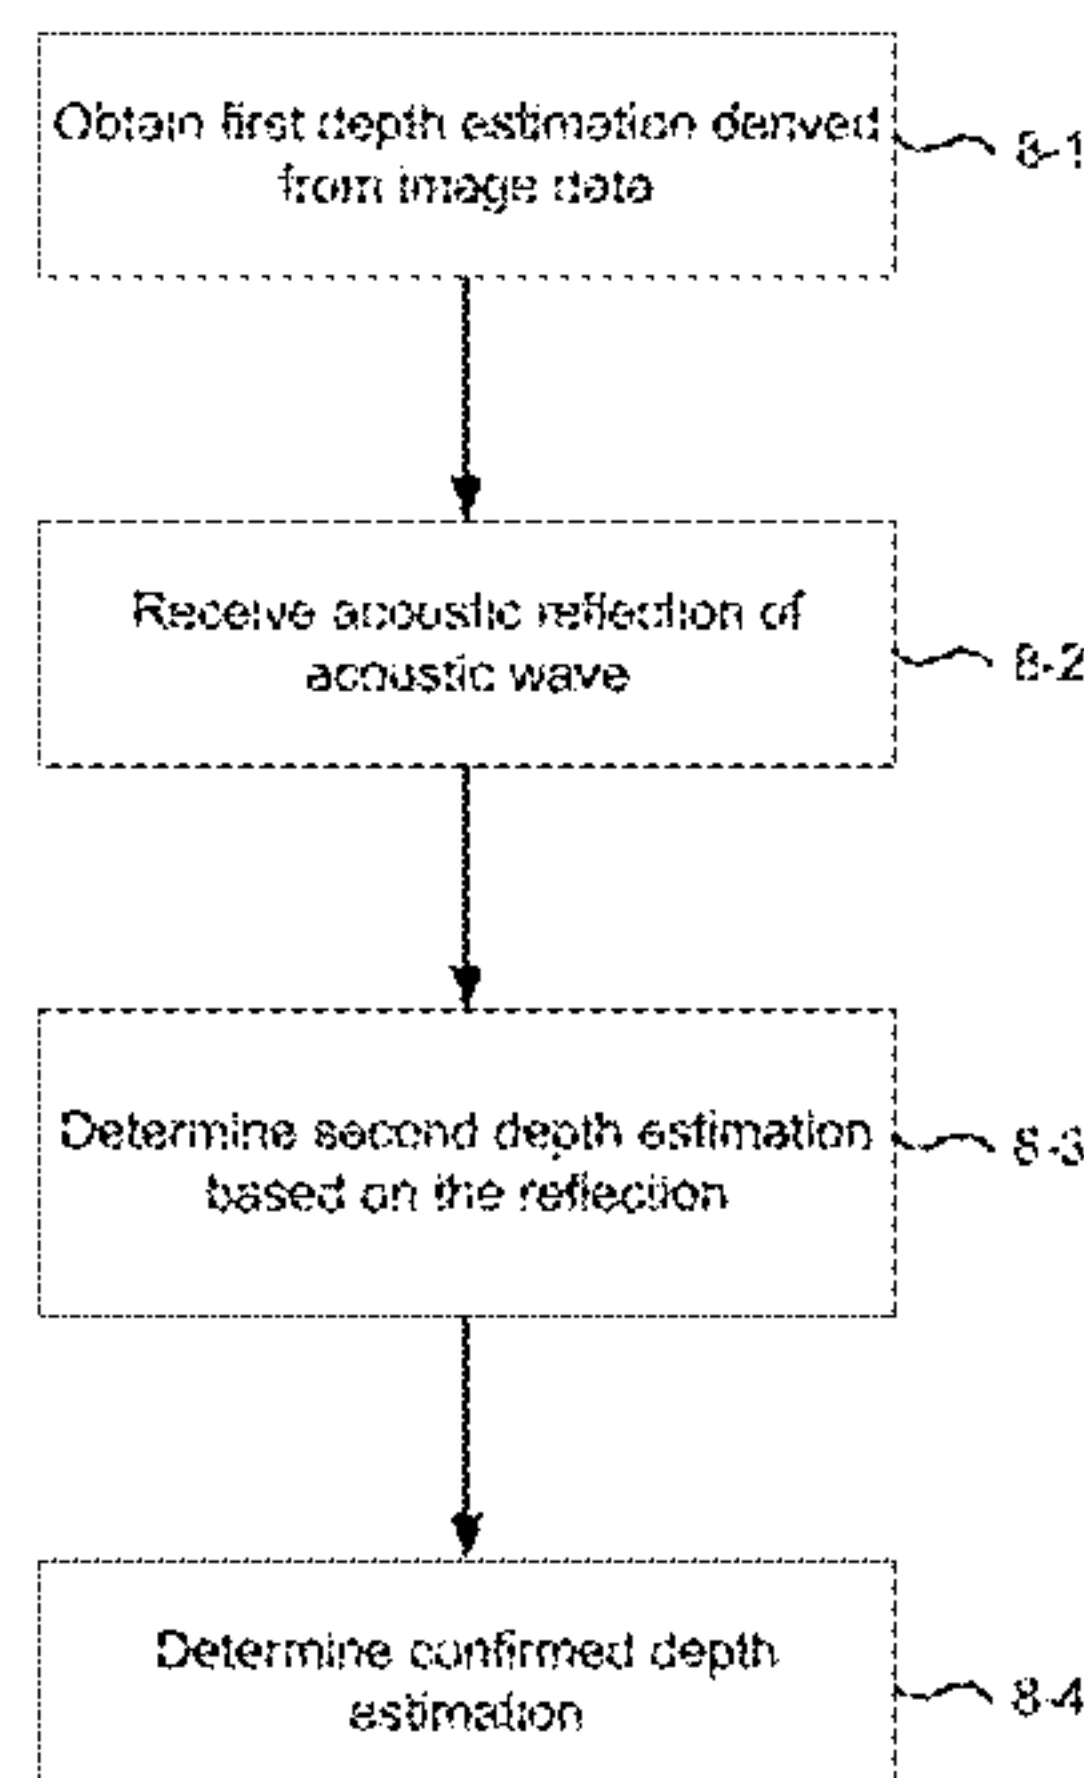 Obtain first depth estimation derived
from image data
8-1
Receive acoustic reflection of
acoustic wave
8-2
Determine second depth estimation
based on the reflection
8-3
Determine confirmed depth
estimation
8-4